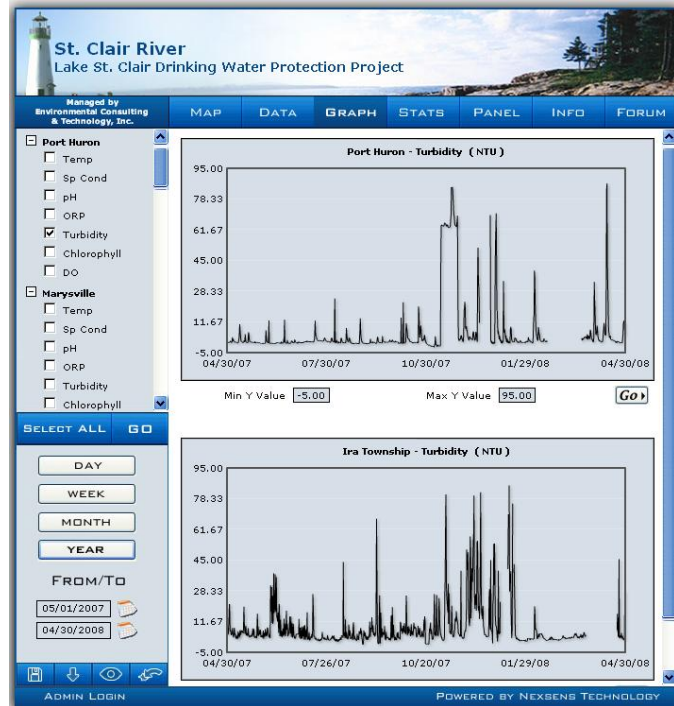 St. Clair River
Lake St. Clair Drinking Water Protection Project
Managed by
Environmental Consulting
& Technology, Inc.
Map
Data
Graph
Stats
Panel
Info
Forum
Port Huron
Temp
Sp Cond
pH
ORP
Turbidity
Chlorophyll
DO
Marysville
Temp
Sp Cond
pH
ORP
Turbidity
Chlorophyll
Select All GO
DAY
WEEK
MONTH
YEAR
From/To
05/01/2007
04/30/2008
Port Huron - Turbidity ( NTU )
95.00
78.33
61.67
45.00
28.33
11.67
-5.00
04/30/07 07/30/07 10/30/07 01/29/08 04/30/08
Min Y Value -5.00 Max Y Value 95.00 Go
Ira Township - Turbidity ( NTU )
95.00
78.33
61.67
45.00
28.33
11.67
-5.00
04/30/07 07/26/07 10/20/07 01/29/08 04/30/08
Admin Login
Powered by NexSens Technology